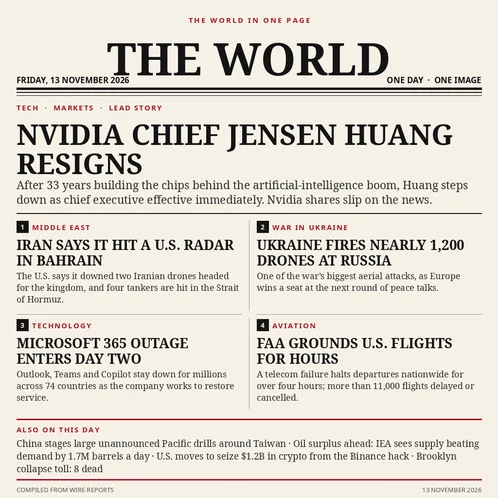 THE WORLD IN ONE PAGE
THE WORLD
FRIDAY, 13 NOVEMBER 2026
ONE DAY · ONE IMAGE
TECH · MARKETS · LEAD STORY
NVIDIA CHIEF JENSEN HUANG
RESIGNS
After 33 years building the chips behind the artificial-intelligence boom, Huang steps
down as chief executive effective immediately. Nvidia shares slip on the news.
1 MIDDLE EAST
IRAN SAYS IT HIT A U.S. RADAR
IN BAHRAIN
The U.S. says it downed two Iranian drones headed
for the kingdom, and four tankers are hit in the Strait
of Hormuz.
2 WAR IN UKRAINE
UKRAINE FIRES NEARLY 1,200
DRONES AT RUSSIA
One of the war's biggest aerial attacks, as Europe
wins a seat at the next round of peace talks.
3 TECHNOLOGY
MICROSOFT 365 OUTAGE
ENTERS DAY TWO
Outlook, Teams and Copilot stay down for millions
across 74 countries as the company works to restore
service.
4 AVIATION
FAA GROUNDS U.S. FLIGHTS
FOR HOURS
A telecom failure halts departures nationwide for
over four hours; more than 11,000 flights delayed or
cancelled.
ALSO ON THIS DAY
China stages large unannounced Pacific drills around Taiwan · Oil surplus ahead: IEA sees supply beating
demand by 1.7M barrels a day · U.S. moves to seize $1.2B in crypto from the Binance hack · Brooklyn
collapse toll: 8 dead
COMPILED FROM WIRE REPORTS
13 NOVEMBER 2026